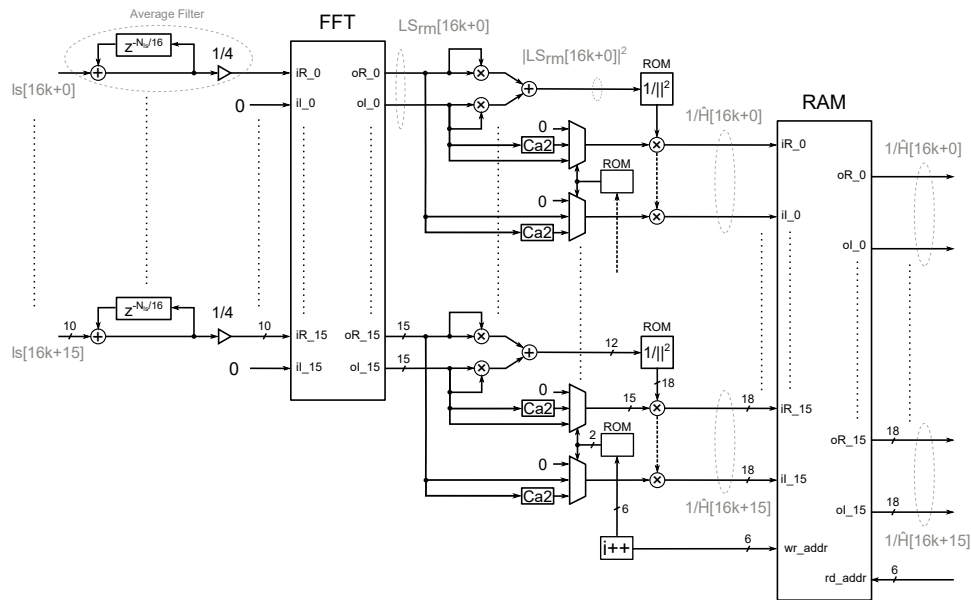 Average Filter
FFT
LSrm[16k+0]
z^-Nls/16
1/4
|LSrm[16k+0]|²
ROM
1/||²
RAM
ls[16k+0]
iR_0
oR_0
0
iI_0
oI_0
0
Ca2
1/Ĥ[16k+0]
iR_0
1/Ĥ[16k+0]
ROM
oR_0
0
Ca2
iI_0
oI_0
z^-Nls/16
1/4
ROM
10
10
iR_15
oR_15
15
12
1/||²
ls[16k+15]
0
iI_15
oI_15
15
18
0
Ca2
15
18
iR_15
ROM
2
oR_15
18
0
Ca2
18
iI_15
1/Ĥ[16k+15]
6
oI_15
18
i++
6
wr_addr
1/Ĥ[16k+15]
rd_addr
6